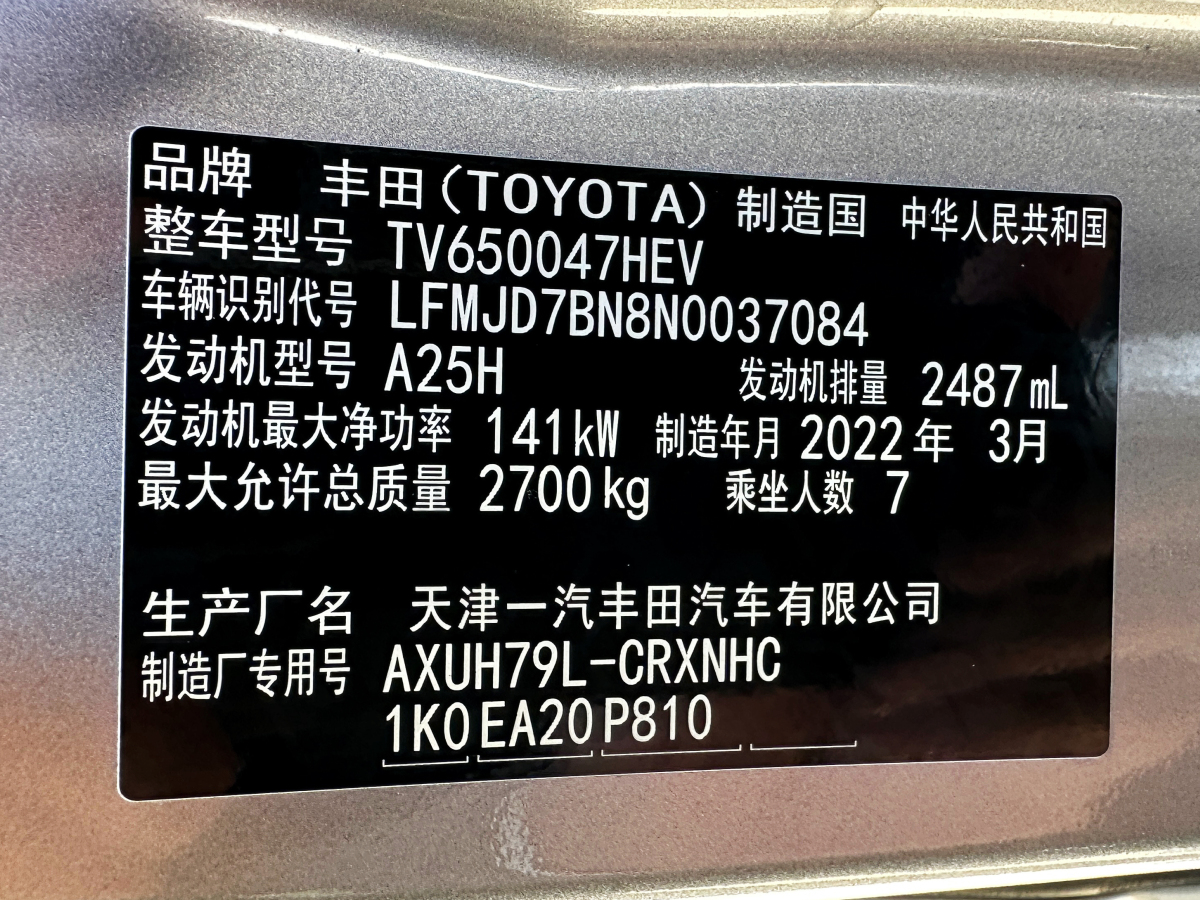 品牌 丰田(TOYOTA) 制造国 中华人民共和国
整车型号 TV650047HEV
车辆识别代号 LFMJD7BN8N0037084
发动机型号 A25H 发动机排量 2487mL
发动机最大净功率 141kW 制造年月 2022年 3月
最大允许总质量 2700kg 乘坐人数 7
生产厂名 天津一汽丰田汽车有限公司
制造厂专用号 AXUH79L-CRXNHC
1K0 EA20 P810